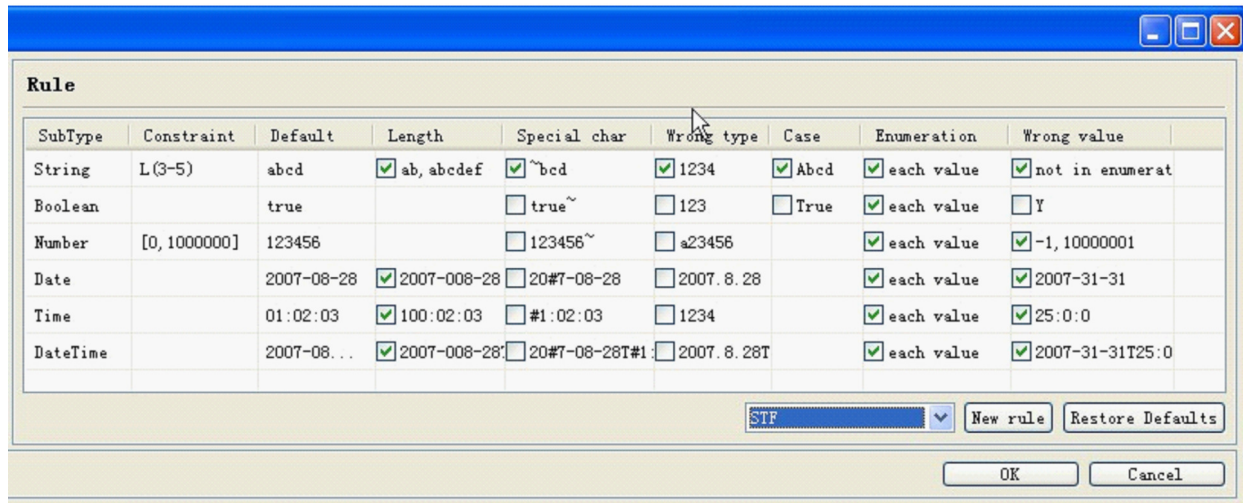 Rule
SubType Constraint Default Length Special char Wrong type Case Enumeration Wrong value
String L(3-5) abcd ab, abcdef ~bcd 1234 Abcd each value not in enumerat
Boolean true true~ 123 True each value Y
Number [0, 1000000] 123456 123456~ a23456 each value -1, 10000001
Date 2007-08-28 2007-008-28 20#7-08-28 2007.8.28 each value 2007-31-31
Time 01:02:03 100:02:03 #1:02:03 1234 each value 25:0:0
DateTime 2007-08... 2007-008-28T 20#7-08-28T#1: 2007.8.28T each value 2007-31-31T25:0
STF New rule Restore Defaults
OK Cancel